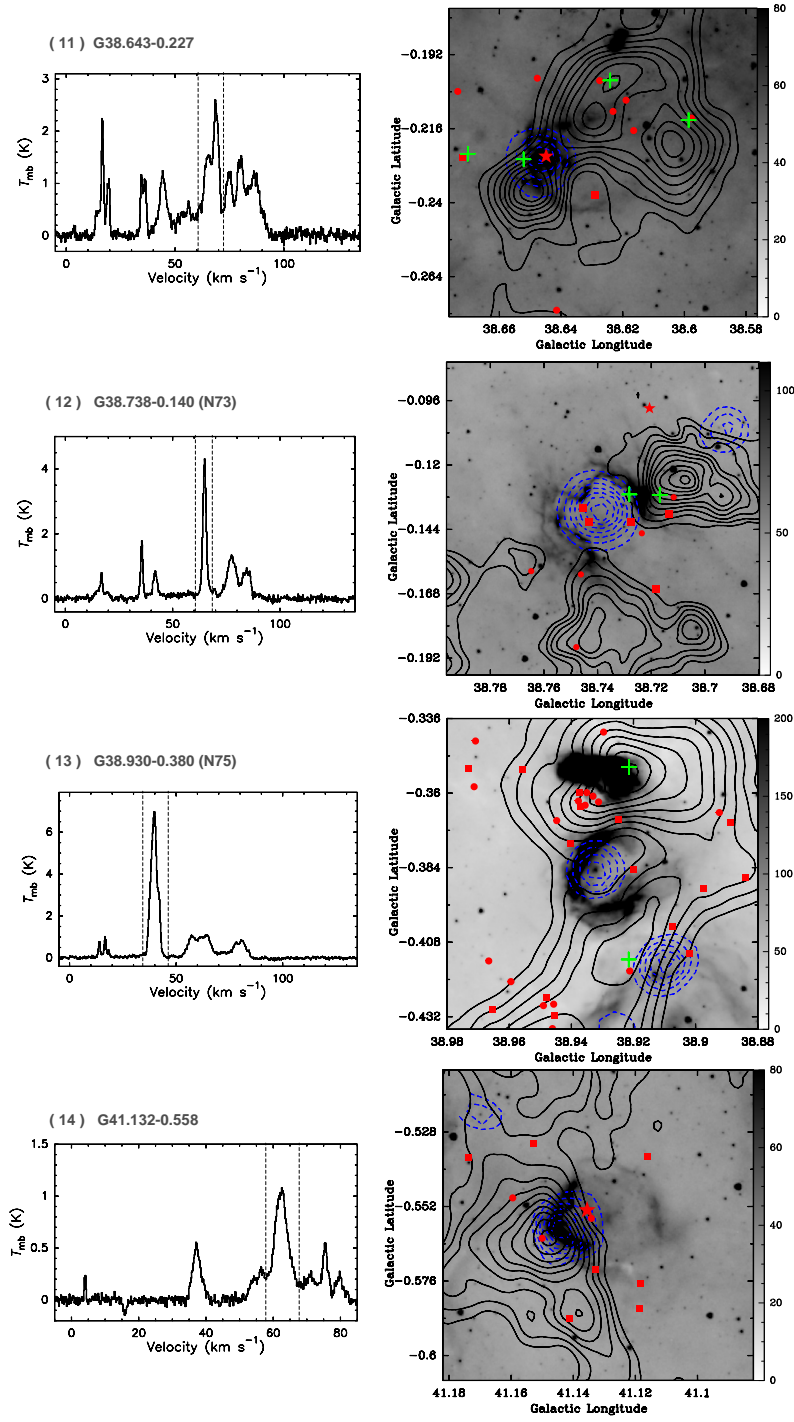 ( 11 ) G38.643-0.227
3
2
1
0
Tmb (K)
0 50 100
Velocity (km s−1)
−0.192
−0.216
−0.24
−0.264
Galactic Latitude
38.66 38.64 38.62 38.6 38.58
Galactic Longitude
80
60
40
20
0
( 12 ) G38.738-0.140 (N73)
4
2
0
Tmb (K)
0 50 100
Velocity (km s−1)
−0.096
−0.12
−0.144
−0.168
−0.192
Galactic Latitude
38.78 38.76 38.74 38.72 38.7 38.68
Galactic Longitude
100
50
0
( 13 ) G38.930-0.380 (N75)
6
4
2
0
Tmb (K)
0 50 100
Velocity (km s−1)
−0.336
−0.36
−0.384
−0.408
−0.432
Galactic Latitude
38.98 38.96 38.94 38.92 38.9 38.88
Galactic Longitude
200
150
100
50
0
( 14 ) G41.132-0.558
1.5
1
0.5
0
Tmb (K)
0 20 40 60 80
Velocity (km s−1)
−0.528
−0.552
−0.576
−0.6
Galactic Latitude
41.18 41.16 41.14 41.12 41.1
Galactic Longitude
80
60
40
20
0